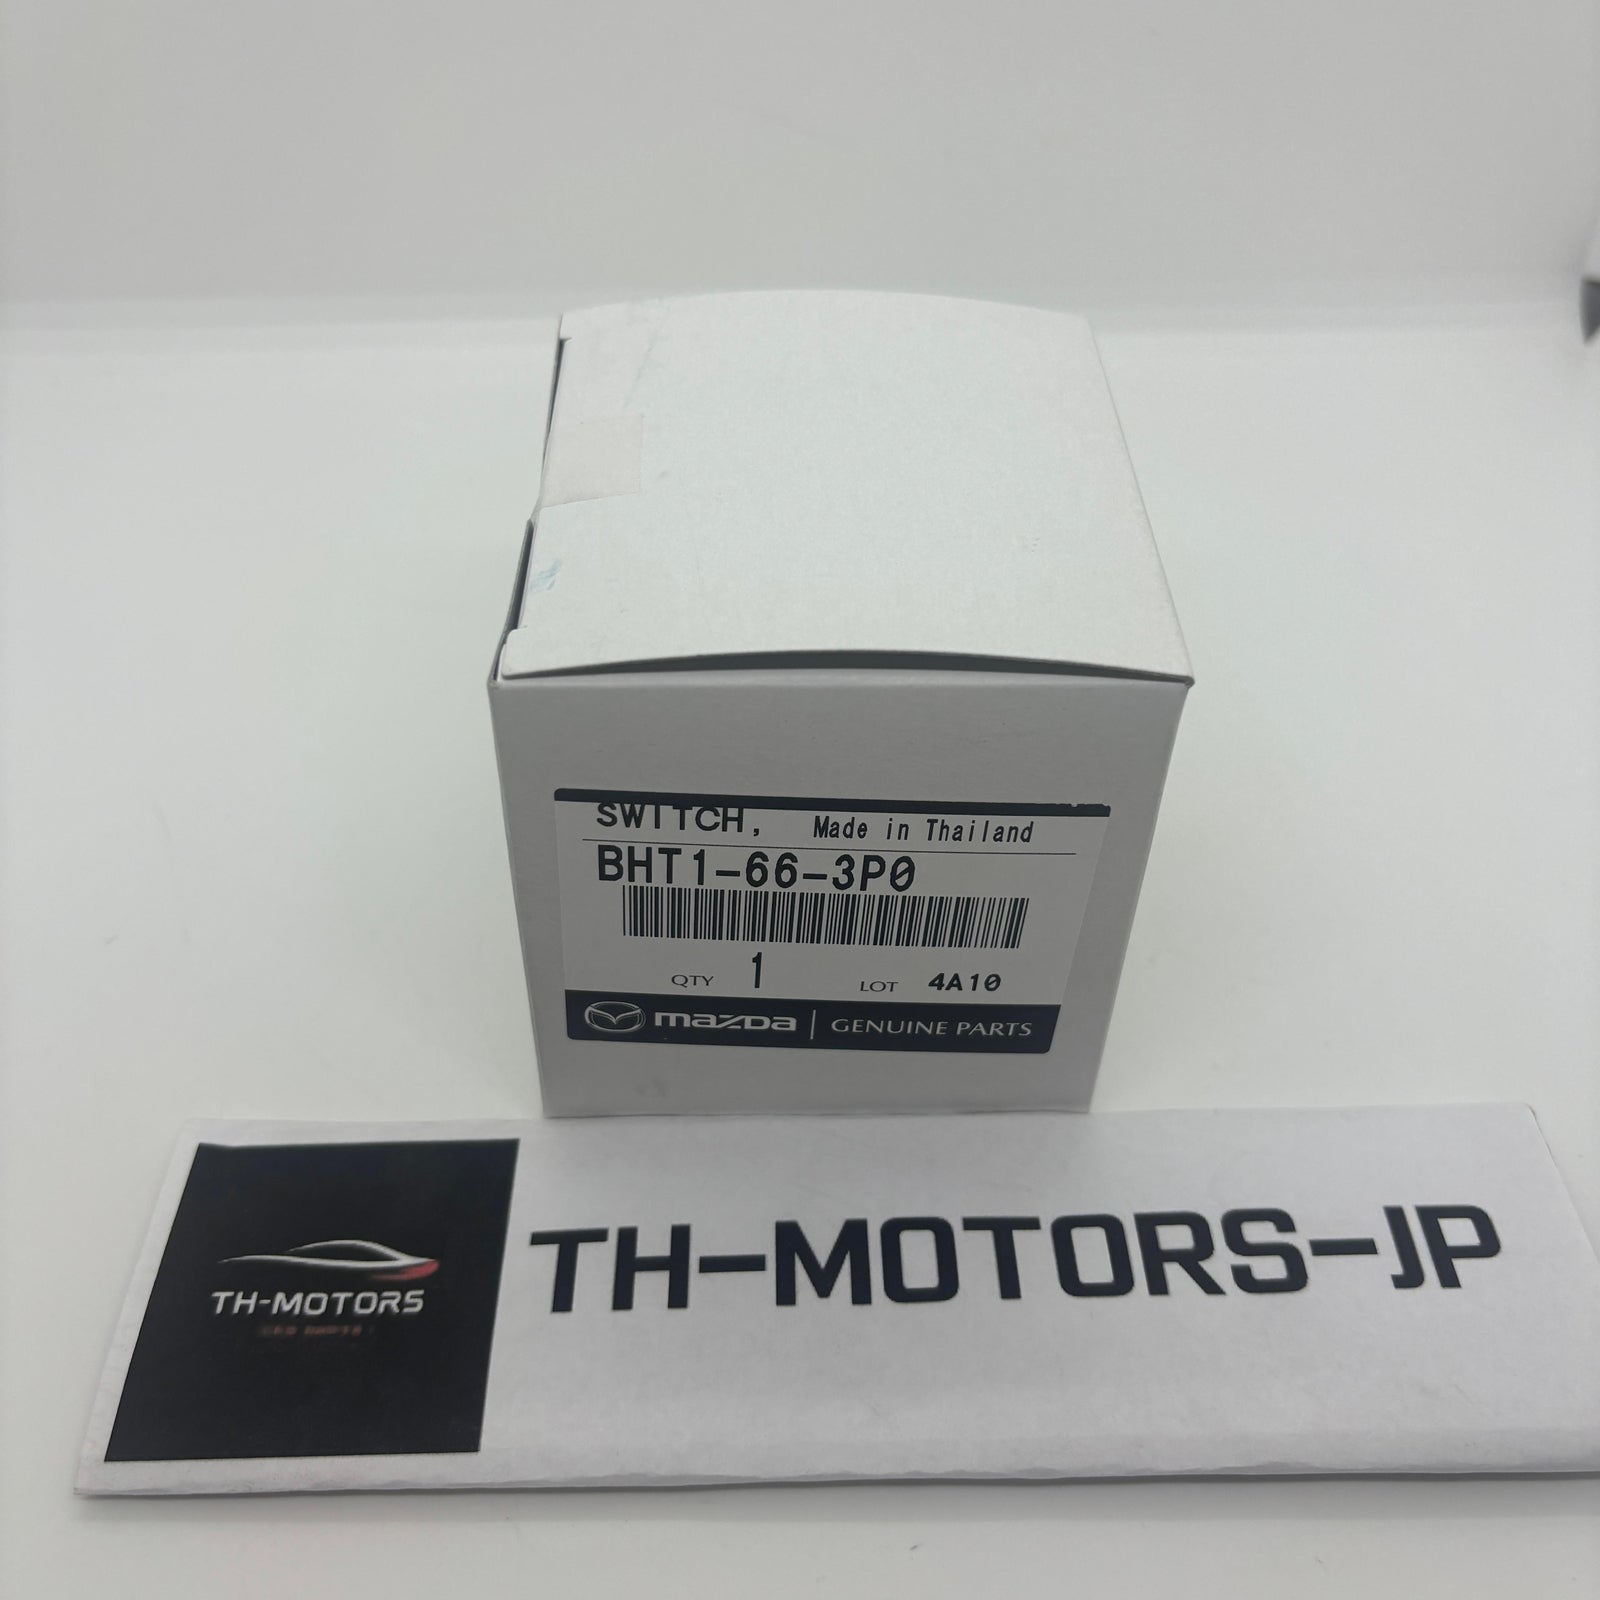 SWITCH, Made in Thailand
BHT1-66-3P0
QTY 1 LOT 4A10
mazda | GENUINE PARTS
TH-MOTORS
TH-MOTORS-JP